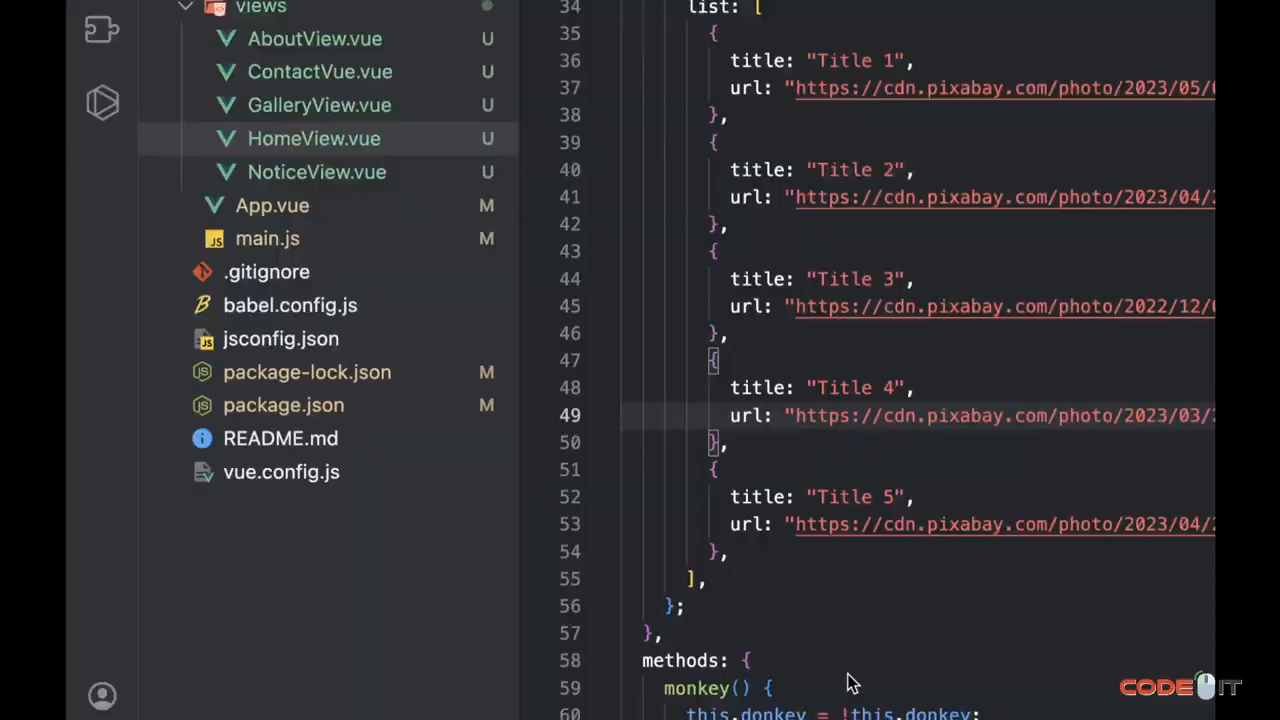 views
AboutView.vue U
ContactVue.vue U
GalleryView.vue U
HomeView.vue U
NoticeView.vue U
App.vue M
JS main.js M
.gitignore
babel.config.js
JS jsconfig.json
package-lock.json M
package.json M
README.md
vue.config.js
34 list: [
35 {
36 title: "Title 1",
37 url: "https://cdn.pixabay.com/photo/2023/05/
38 },
39 {
40 title: "Title 2",
41 url: "https://cdn.pixabay.com/photo/2023/04/
42 },
43 {
44 title: "Title 3",
45 url: "https://cdn.pixabay.com/photo/2022/12/
46 },
47 {
48 title: "Title 4",
49 url: "https://cdn.pixabay.com/photo/2023/03/
50 },
51 {
52 title: "Title 5",
53 url: "https://cdn.pixabay.com/photo/2023/04/
54 },
55 ],
56 };
57 },
58 methods: {
59 monkey() {
60 this.donkey = !this.donkey;
CODE IT